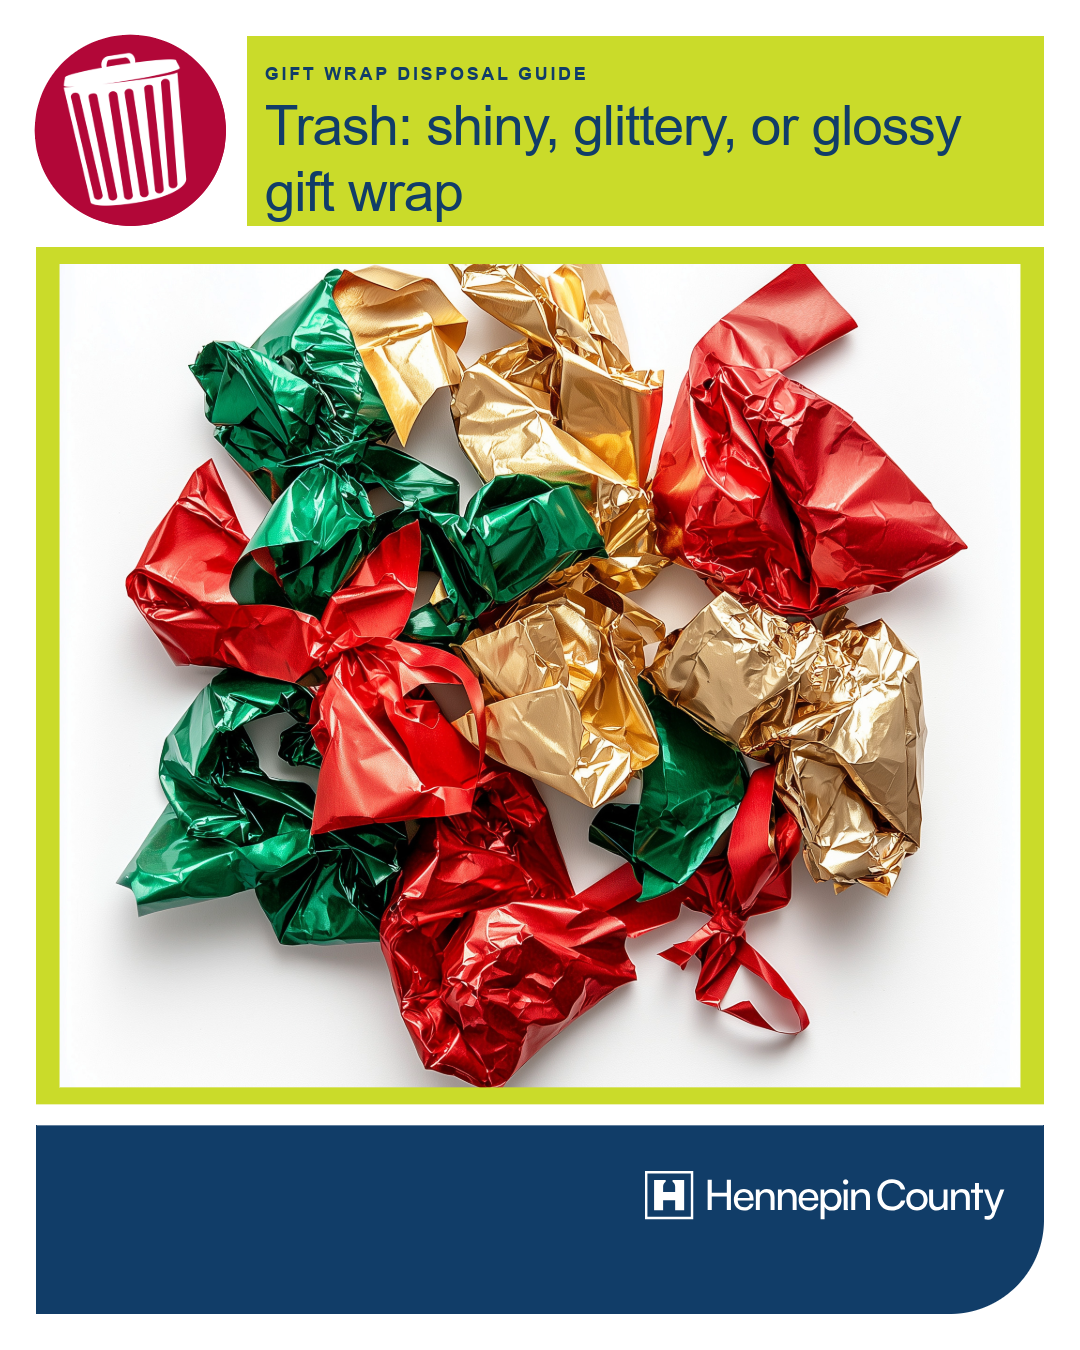 GIFT WRAP DISPOSAL GUIDE
Trash: shiny, glittery, or glossy
gift wrap
H Hennepin County